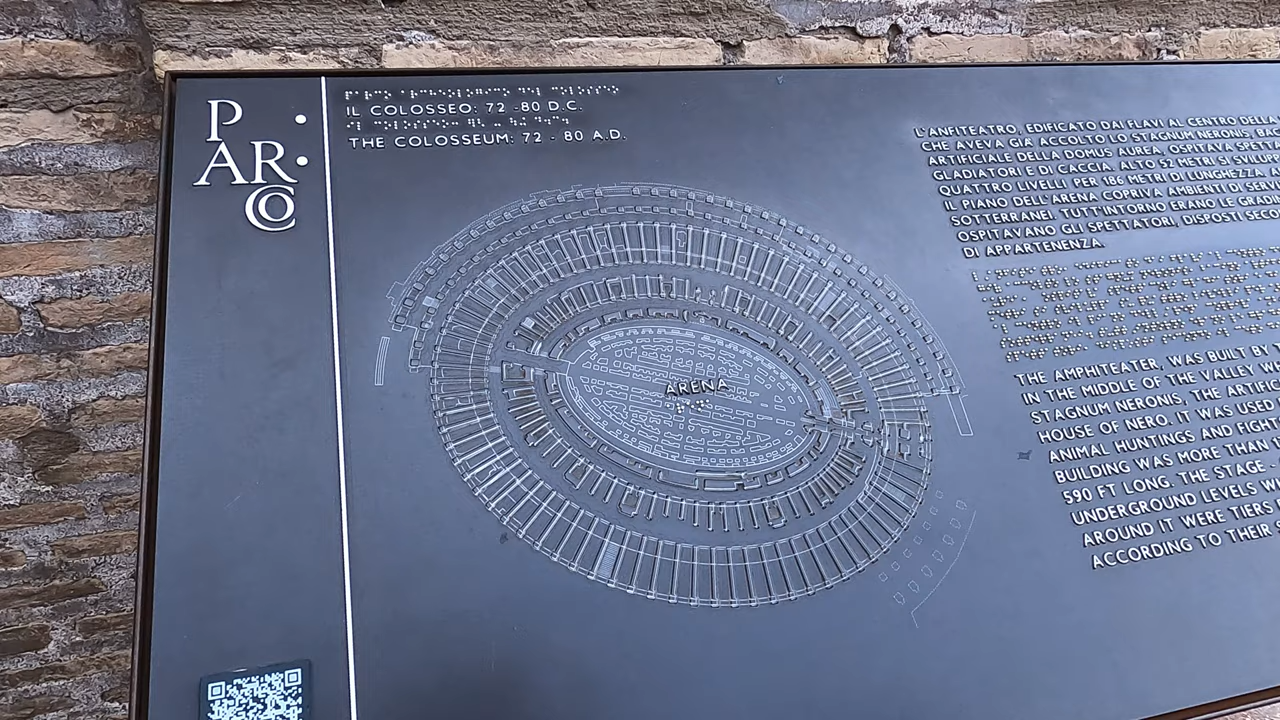 P
AR
CO
IL COLOSSEO: 72 -80 D.C.
THE COLOSSEUM: 72 - 80 A.D.
ARENA
L'ANFITEATRO, EDIFICATO DAI FLAVI AL CENTRO DELLA
CHE AVEVA GIÀ ACCOLTO LO STAGNUM NERONIS,
ARTIFICIALE DELLA DOMUS AUREA, OSPITAVA
GLADIATORI E DI CACCIA. ALTO 52 METRI SI
QUATTRO LIVELLI PER 186 METRI DI LUNGHEZZA.
IL PIANO DELL'ARENA COPRIVA AMBIENTI DI
SOTTERRANEI. TUTT'INTORNO ERANO LE
OSPITAVANO GLI SPETTATORI, DISPOSTI
DI APPARTENENZA.
THE AMPHITEATER, WAS BUILT BY
IN THE MIDDLE OF THE VALLEY
STAGNUM NERONIS, THE
HOUSE OF NERO. IT WAS USED
ANIMAL HUNTINGS AND
BUILDING WAS MORE THAN
590 FT LONG. THE STAGE -
UNDERGROUND LEVELS
AROUND IT WERE TIERS
ACCORDING TO THEIR